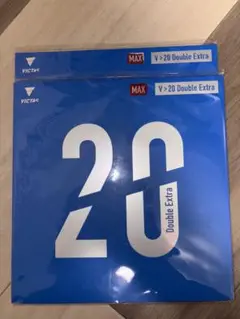 VICTAS
MAX
V > 20 Double Extra
VICTAS
MAX
V > 20 Double Extra
20
Double Extra